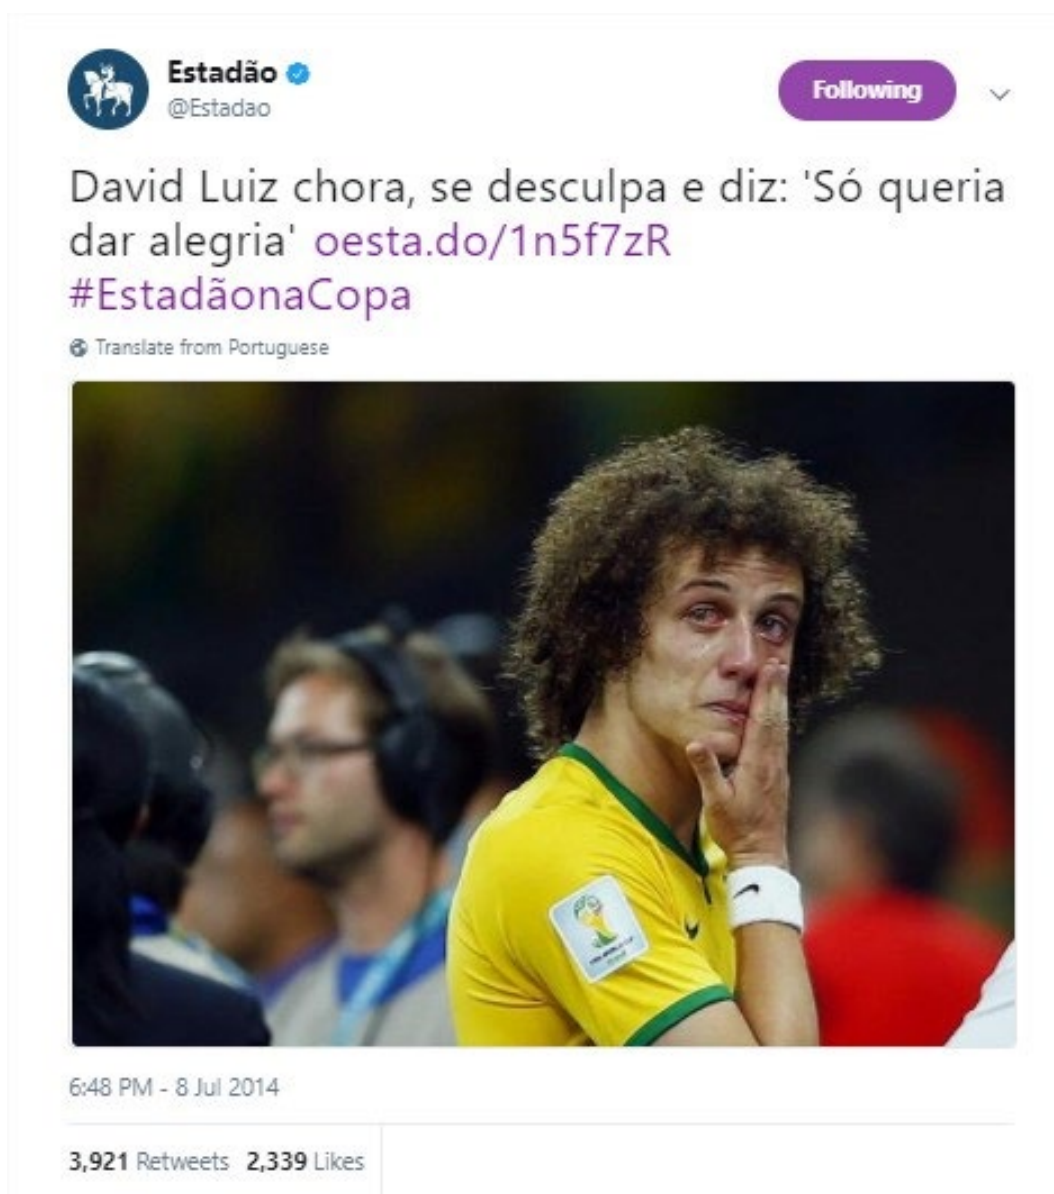 Estadão
@Estadao
Following
David Luiz chora, se desculpa e diz: 'Só queria
dar alegria' oesta.do/1n5f7zR
#EstadãonaCopa
Translate from Portuguese
6:48 PM - 8 Jul 2014
3,921 Retweets 2,339 Likes